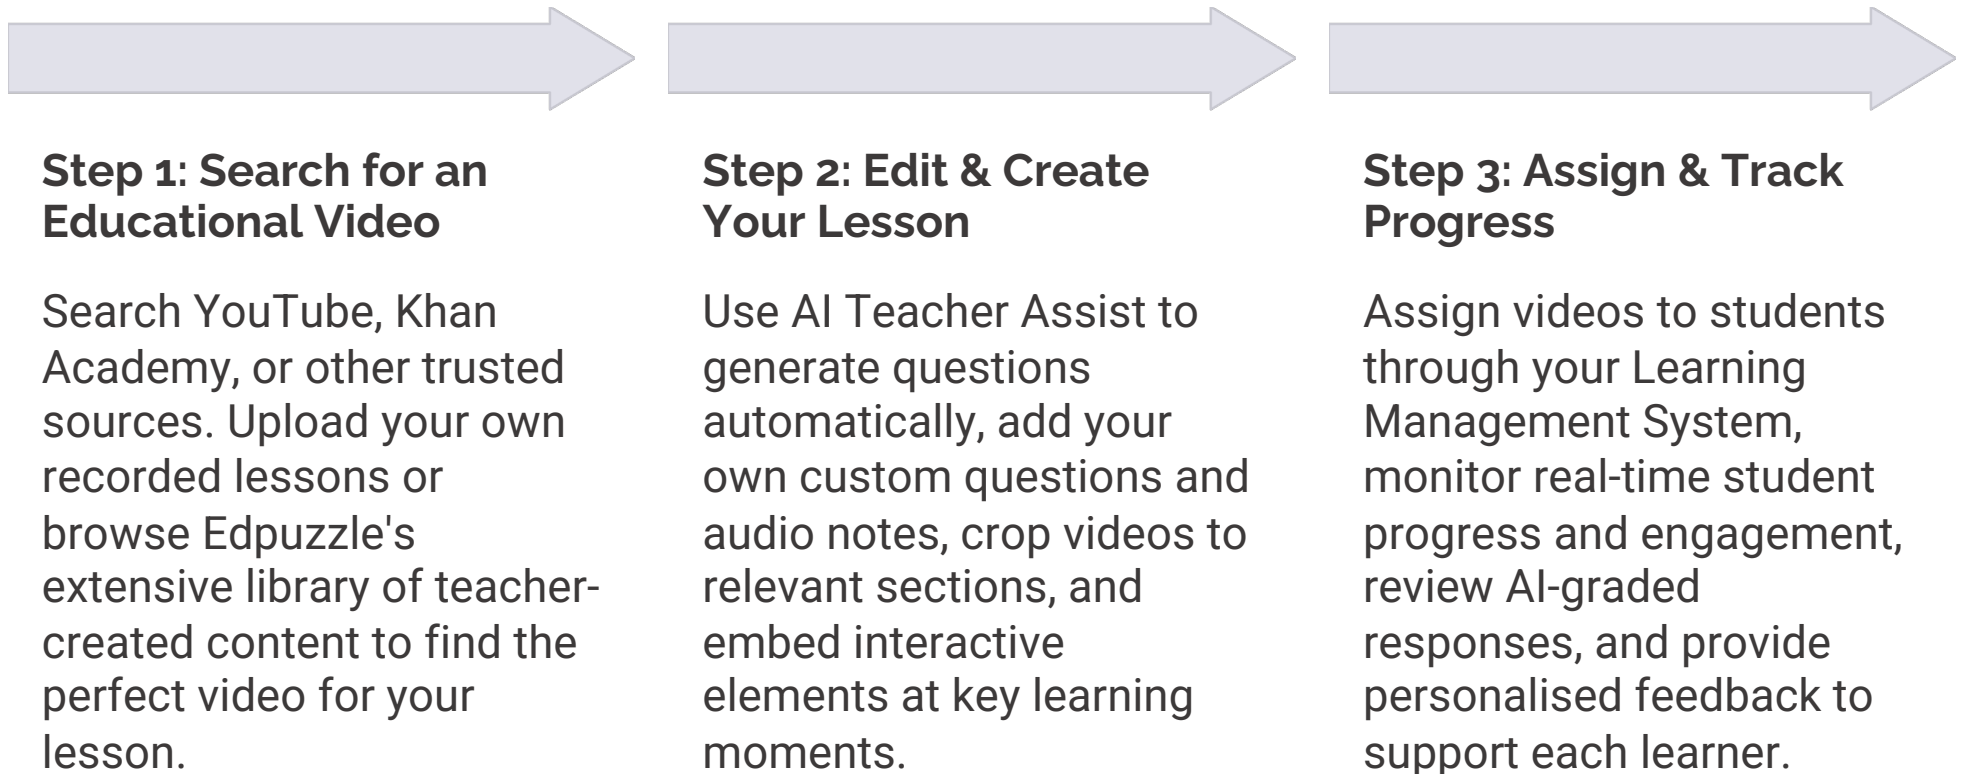 Step 1: Search for an
Educational Video
Search YouTube, Khan
Academy, or other trusted
sources. Upload your own
recorded lessons or
browse Edpuzzle's
extensive library of teacher-
created content to find the
perfect video for your
lesson.
Step 2: Edit & Create
Your Lesson
Use AI Teacher Assist to
generate questions
automatically, add your
own custom questions and
audio notes, crop videos to
relevant sections, and
embed interactive
elements at key learning
moments.
Step 3: Assign & Track
Progress
Assign videos to students
through your Learning
Management System,
monitor real-time student
progress and engagement,
review AI-graded
responses, and provide
personalised feedback to
support each learner.